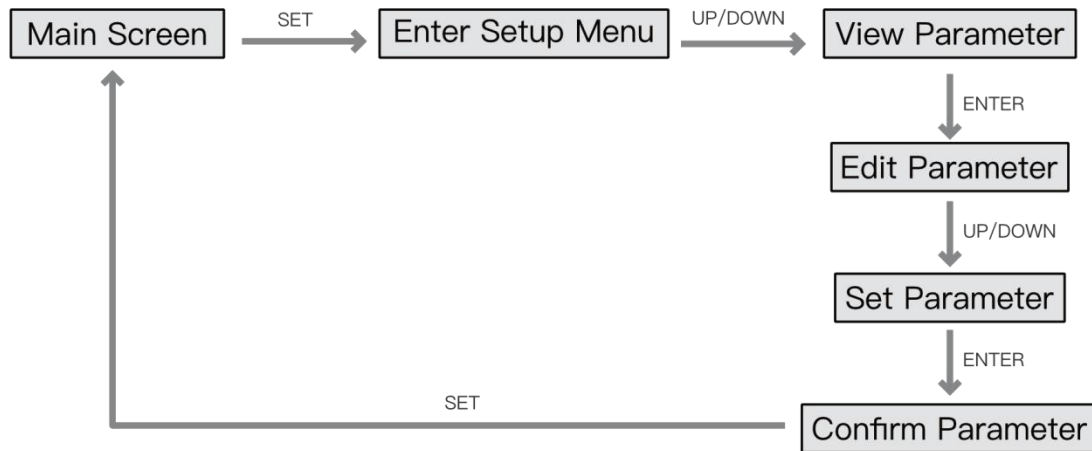 Main Screen
SET
Enter Setup Menu
UP/DOWN
View Parameter
ENTER
Edit Parameter
UP/DOWN
Set Parameter
ENTER
Confirm Parameter
SET